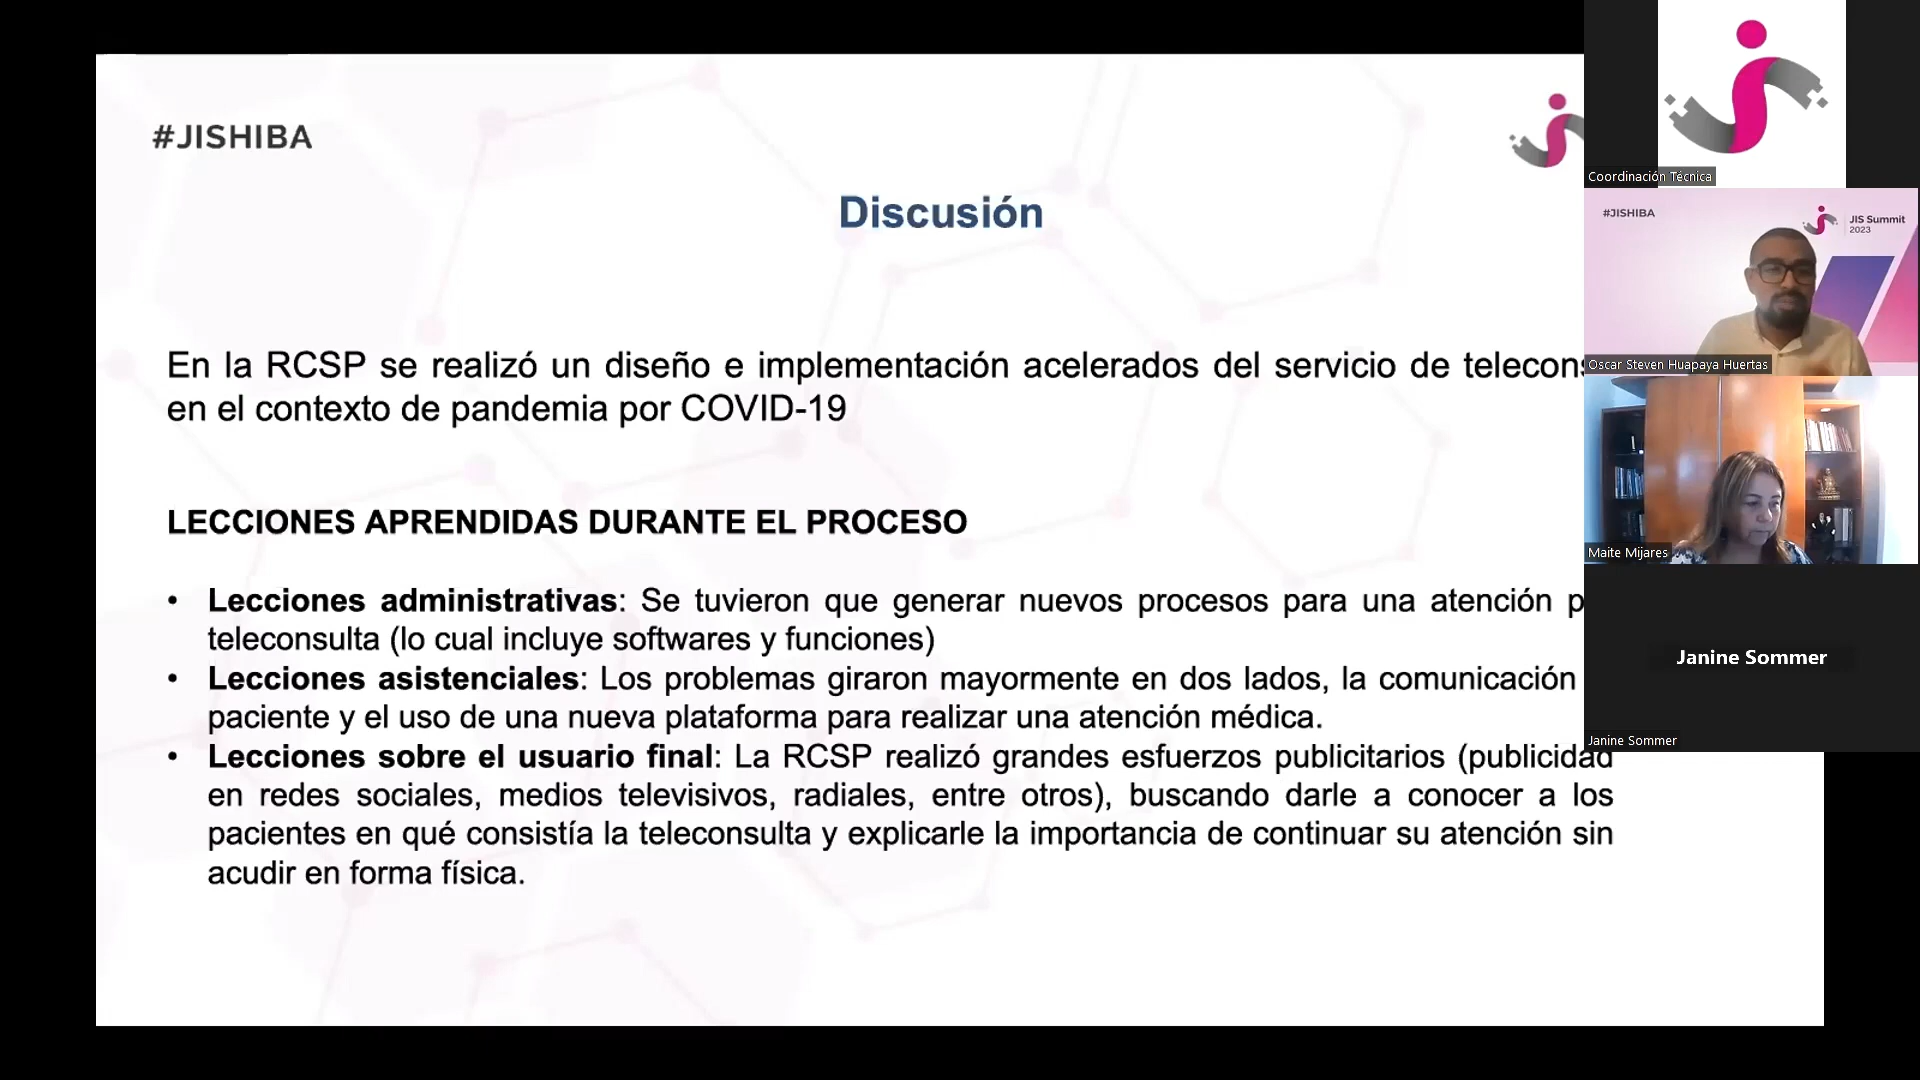 #JISHIBA
Discusión
En la RCSP se realizó un diseño e implementación acelerados del servicio de
en el contexto de pandemia por COVID-19
LECCIONES APRENDIDAS DURANTE EL PROCESO
• Lecciones administrativas: Se tuvieron que generar nuevos procesos para una atención
teleconsulta (lo cual incluye softwares y funciones)
• Lecciones asistenciales: Los problemas giraron mayormente en dos lados, la comunicación
paciente y el uso de una nueva plataforma para realizar una atención médica.
• Lecciones sobre el usuario final: La RCSP realizó grandes esfuerzos publicitarios (publicidad
en redes sociales, medios televisivos, radiales, entre otros), buscando darle a conocer a los
pacientes en qué consistía la teleconsulta y explicarle la importancia de continuar su atención sin
acudir en forma física.
Coordinación Técnica
#JISHIBA
JIS Summit
2023
Oscar Steven Huapaya Huertas
Maite Mijares
Janine Sommer
Janine Sommer